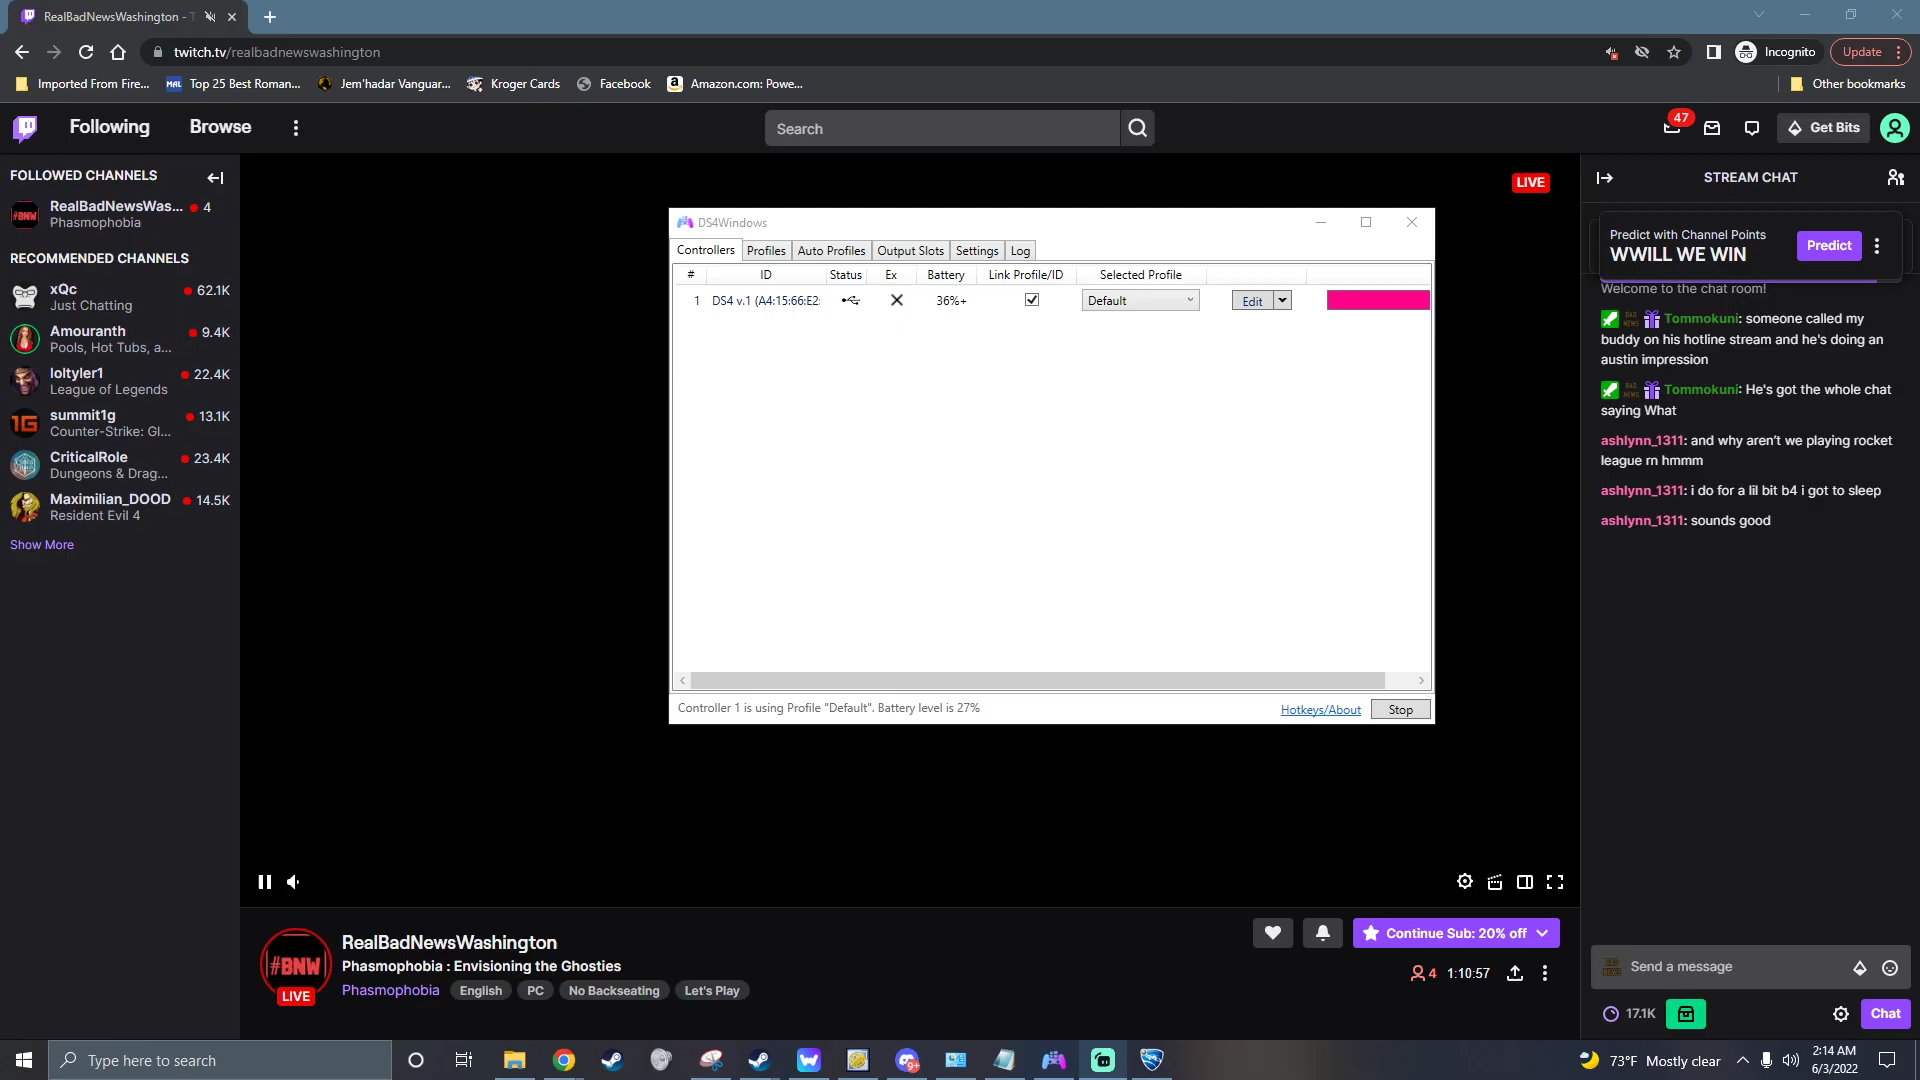 RealBadNewsWashington - T
twitch.tv/realbadnewswashington
Incognito
Update
Imported From Fire...
Top 25 Best Roman...
Jem'hadar Vanguar...
Kroger Cards
Facebook
Amazon.com: Powe...
Other bookmarks
Following
Browse
Search
47
Get Bits
FOLLOWED CHANNELS
RealBadNewsWas...
4
Phasmophobia
RECOMMENDED CHANNELS
xQc
62.1K
Just Chatting
Amouranth
9.4K
Pools, Hot Tubs, a...
loltyler1
22.4K
League of Legends
summit1g
13.1K
Counter-Strike: Gl...
CriticalRole
23.4K
Dungeons & Drag...
Maximilian_DOOD
14.5K
Resident Evil 4
Show More
LIVE
DS4Windows
Controllers
Profiles
Auto Profiles
Output Slots
Settings
Log
# ID Status Ex Battery Link Profile/ID Selected Profile
1 DS4 v.1 (A4:15:66:E2: 36%+ Default Edit
Controller 1 is using Profile "Default". Battery level is 27%
Hotkeys/About
Stop
STREAM CHAT
Predict with Channel Points
WWILL WE WIN
Predict
Welcome to the chat room!
Tommokuni: someone called my
buddy on his hotline stream and he's doing an
austin impression
Tommokuni: He's got the whole chat
saying What
ashlynn_1311: and why aren't we playing rocket
league rn hmmm
ashlynn_1311: i do for a lil bit b4 i got to sleep
ashlynn_1311: sounds good
#BNW
LIVE
RealBadNewsWashington
Phasmophobia : Envisioning the Ghosties
Phasmophobia
English
PC
No Backseating
Let's Play
Continue Sub: 20% off
4
1:10:57
Send a message
17.1K
Chat
Type here to search
9+
73°F Mostly clear
2:14 AM
6/3/2022